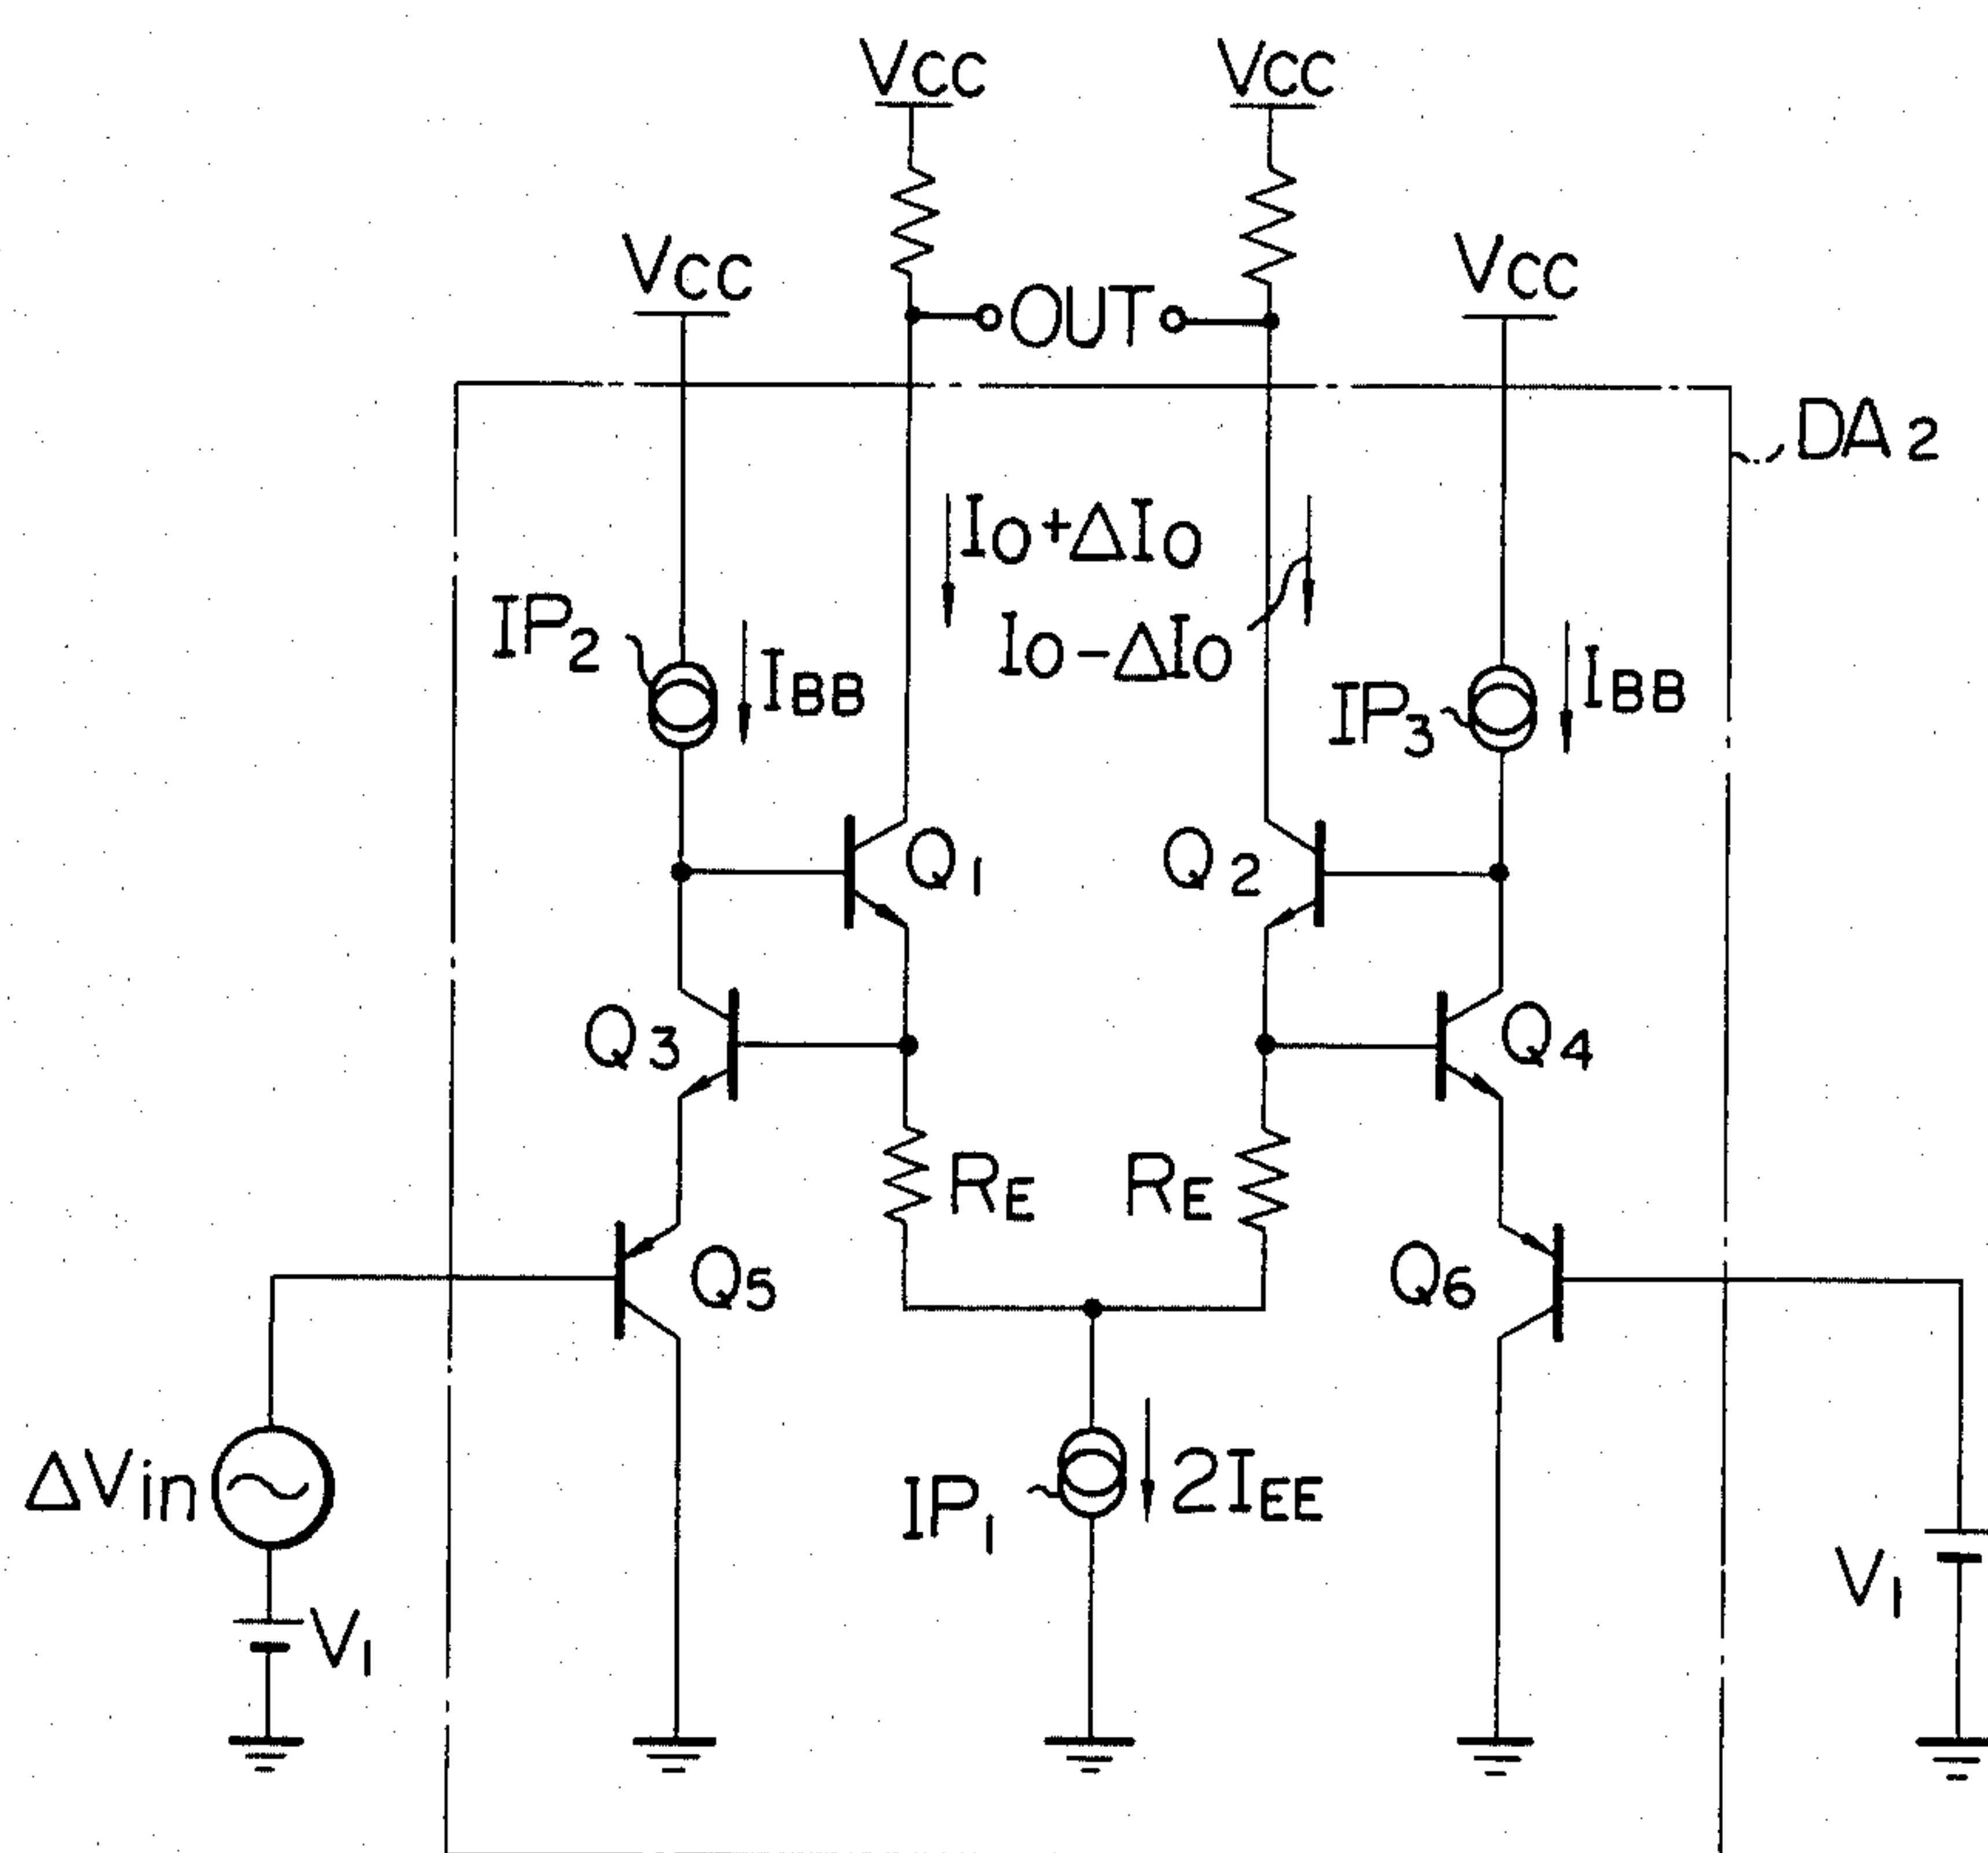 VCC VCC
VCC VCC
OUT
DA2
IO+ΔIO
IP2 IBB IO-ΔIO IP3 IBB
Q1 Q2
Q3 Q4
RE RE
Q5 Q6
ΔVin IP1 2IEE
V1 V1